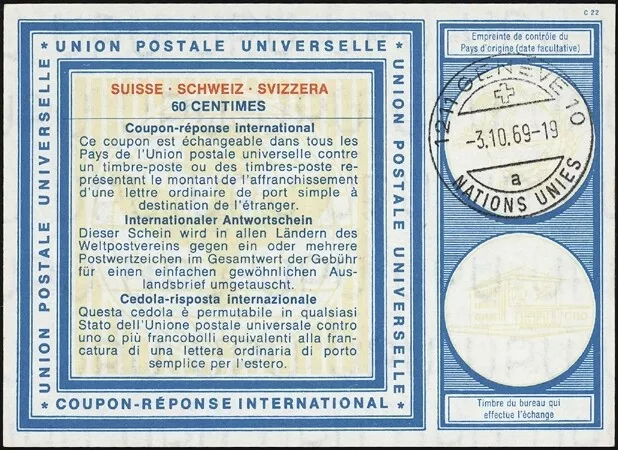 C 22
* UNION POSTALE UNIVERSELLE *
UNION POSTALE UNIVERSELLE
UNION POSTALE UNIVERSELLE
SUISSE · SCHWEIZ · SVIZZERA
60 CENTIMES
Coupon-réponse international
Ce coupon est échangeable dans tous les
Pays de l'Union postale universelle contre
un timbre-poste ou des timbres-poste re-
présentant le montant de l'affranchissement
d'une lettre ordinaire de port simple à
destination de l'étranger.
Internationaler Antwortschein
Dieser Schein wird in allen Ländern des
Weltpostvereins gegen ein oder mehrere
Postwertzeichen im Gesamtwert der Gebühr
für einen einfachen gewöhnlichen Aus-
landsbrief umgetauscht.
Cedola-risposta internazionale
Questa cedola è permutabile in qualsiasi
Stato dell'Unione postale universale contro
uno o più francobolli equivalenti alla fran-
catura di una lettera ordinaria di porto
semplice per l'estero.
* COUPON-RÉPONSE INTERNATIONAL *
Empreinte de contrôle du
Pays d'origine (date facultative)
1211 GENÈVE 10
-3.10.69-19
a
NATIONS UNIES
Timbre du bureau qui
effectue l'échange